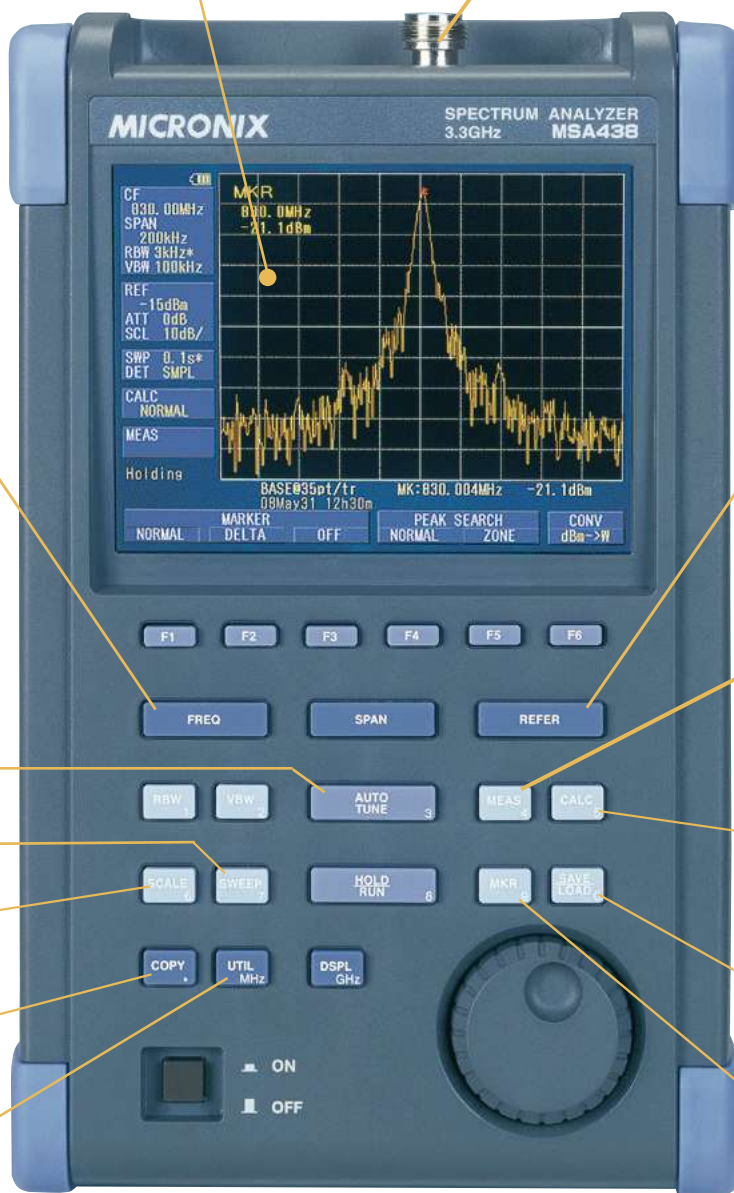 MICRONIX
SPECTRUM ANALYZER
3.3GHz MSA438
CF
830.00MHz
SPAN
200kHz
RBW 3kHz*
VBW 100kHz
REF
-15dBm
ATT 0dB
SCL 10dB/
SWP 0.1s*
DET SMPL
CALC
NORMAL
MEAS
Holding
MKR
830.0MHz
-21.1dBm
BASE@35pt/tr MK:830.004MHz -21.1dBm
08May31 12h30m
MARKER PEAK SEARCH CONV
NORMAL DELTA OFF NORMAL ZONE dBm->W
F1 F2 F3 F4 F5 F6
FREQ SPAN REFER
RBW 1 VBW 2 AUTO TUNE 3 MEAS 4 CALC 5
SCALE 6 SWEEP 7 HOLD RUN 8 MKR 9 SAVE LOAD
COPY . UTIL MHz DSPL GHz
ON
OFF